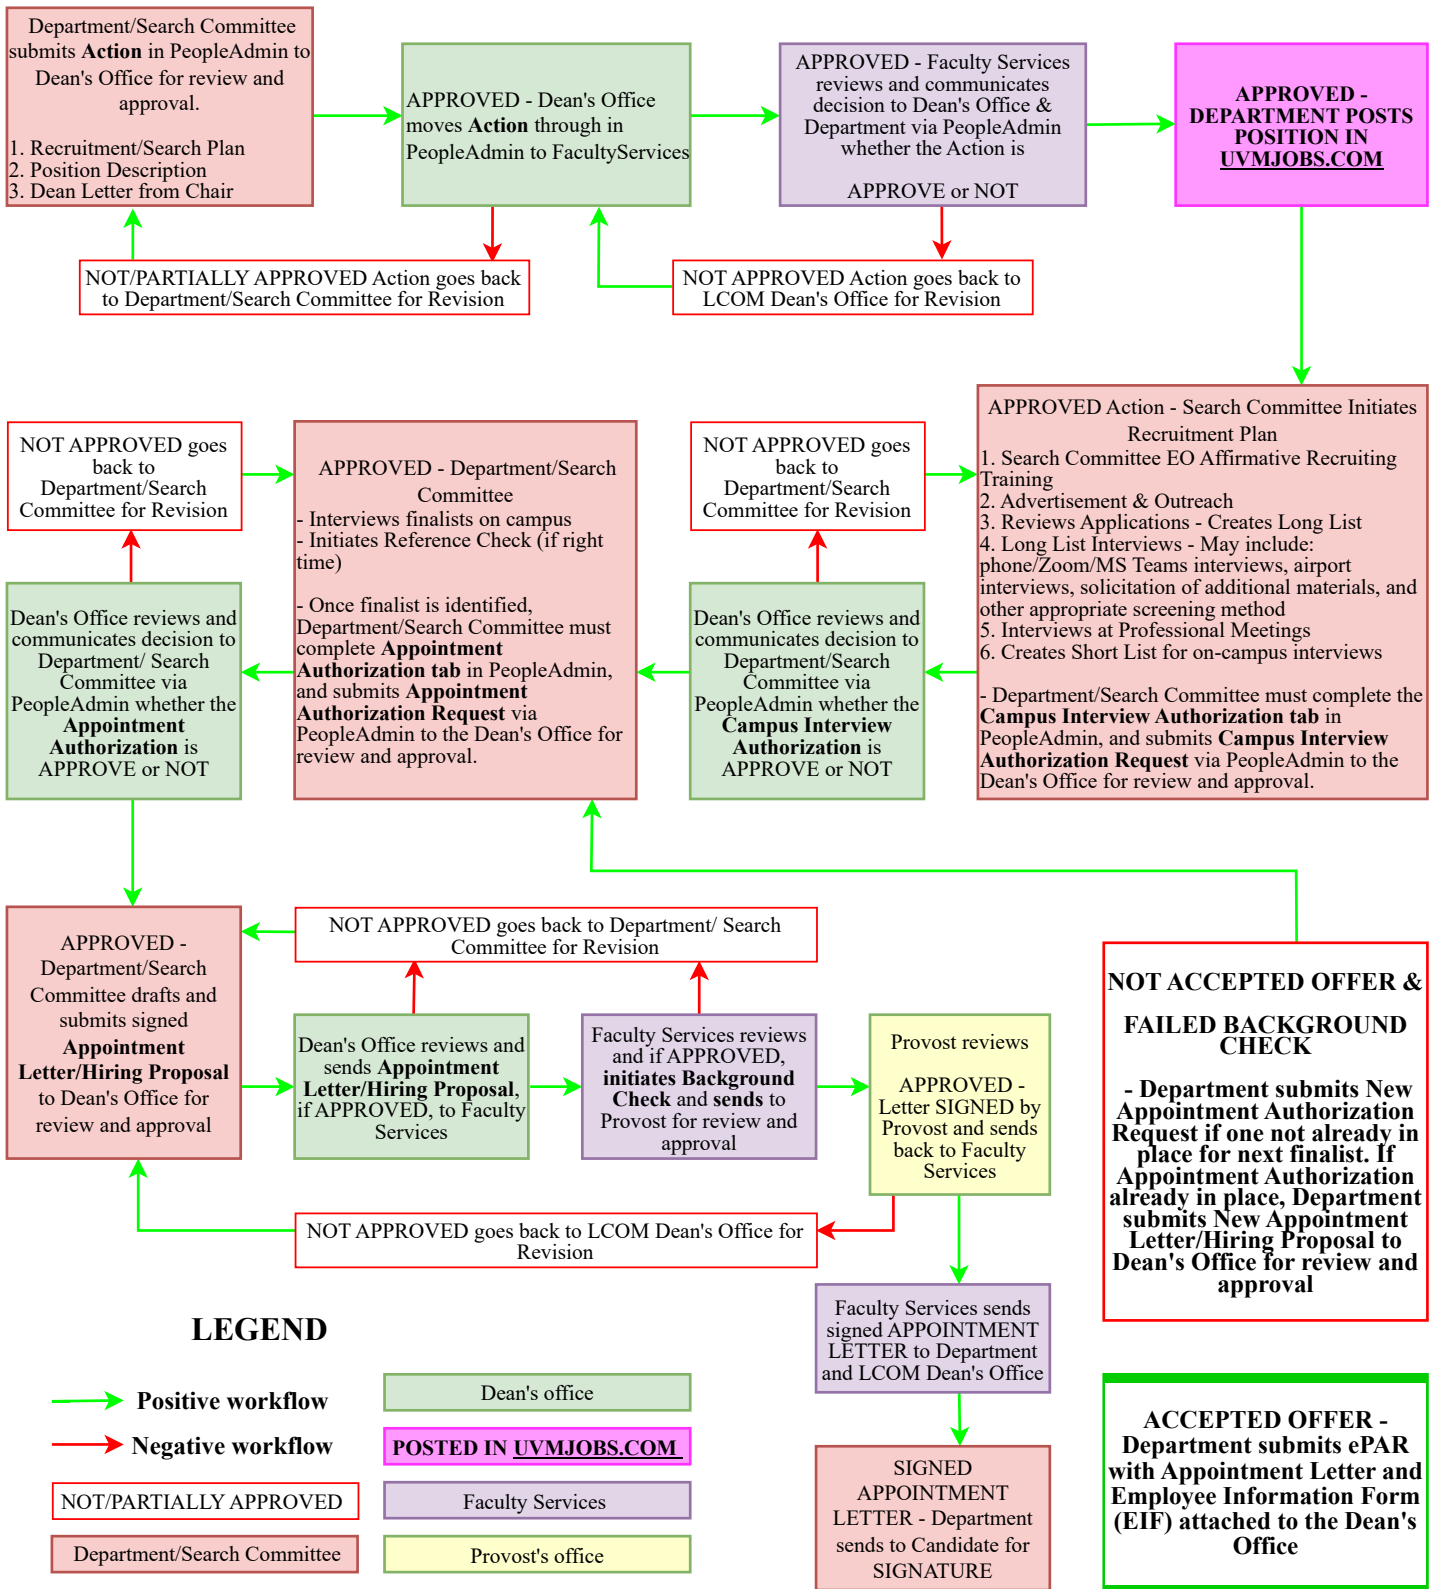 Department/Search Committee
submits Action in PeopleAdmin to
Dean's Office for review and
approval.
1. Recruitment/Search Plan
2. Position Description
3. Dean Letter from Chair
APPROVED - Dean's Office
moves Action through in
PeopleAdmin to FacultyServices
APPROVED - Faculty Services
reviews and communicates
decision to Dean's Office &
Department via PeopleAdmin
whether the Action is
APPROVE or NOT
APPROVED -
DEPARTMENT POSTS
POSITION IN
UVMJOBS.COM
NOT/PARTIALLY APPROVED Action goes back
to Department/Search Committee for Revision
NOT APPROVED Action goes back to
LCOM Dean's Office for Revision
APPROVED Action - Search Committee Initiates
Recruitment Plan
1. Search Committee EO Affirmative Recruiting
Training
2. Advertisement & Outreach
3. Reviews Applications - Creates Long List
4. Long List Interviews - May include:
phone/Zoom/MS Teams interviews, airport
interviews, solicitation of additional materials, and
other appropriate screening method
5. Interviews at Professional Meetings
6. Creates Short List for on-campus interviews
- Department/Search Committee must complete the
Campus Interview Authorization tab in
PeopleAdmin, and submits Campus Interview
Authorization Request via PeopleAdmin to the
Dean's Office for review and approval.
NOT APPROVED goes
back to
Department/Search
Committee for Revision
Dean's Office reviews and
communicates decision to
Department/Search
Committee via
PeopleAdmin whether the
Campus Interview
Authorization is
APPROVE or NOT
APPROVED - Department/Search
Committee
- Interviews finalists on campus
- Initiates Reference Check (if right
time)
- Once finalist is identified,
Department/Search Committee must
complete Appointment
Authorization tab in PeopleAdmin,
and submits Appointment
Authorization Request via
PeopleAdmin to the Dean's Office for
review and approval.
NOT APPROVED goes
back to
Department/Search
Committee for Revision
Dean's Office reviews and
communicates decision to
Department/ Search
Committee via
PeopleAdmin whether the
Appointment
Authorization is
APPROVE or NOT
APPROVED -
Department/Search
Committee drafts and
submits signed
Appointment
Letter/Hiring Proposal
to Dean's Office for
review and approval
NOT APPROVED goes back to Department/ Search
Committee for Revision
Dean's Office reviews and
sends Appointment
Letter/Hiring Proposal,
if APPROVED, to Faculty
Services
Faculty Services reviews
and if APPROVED,
initiates Background
Check and sends to
Provost for review and
approval
Provost reviews
APPROVED -
Letter SIGNED by
Provost and sends
back to Faculty
Services
NOT APPROVED goes back to LCOM Dean's Office for
Revision
Faculty Services sends
signed APPOINTMENT
LETTER to Department
and LCOM Dean's Office
SIGNED
APPOINTMENT
LETTER - Department
sends to Candidate for
SIGNATURE
NOT ACCEPTED OFFER &
FAILED BACKGROUND
CHECK
- Department submits New
Appointment Authorization
Request if one not already in
place for next finalist. If
Appointment Authorization
already in place, Department
submits New Appointment
Letter/Hiring Proposal to
Dean's Office for review and
approval
ACCEPTED OFFER -
Department submits ePAR
with Appointment Letter and
Employee Information Form
(EIF) attached to the Dean's
Office
LEGEND
Positive workflow
Negative workflow
NOT/PARTIALLY APPROVED
Department/Search Committee
Dean's office
POSTED IN UVMJOBS.COM
Faculty Services
Provost's office